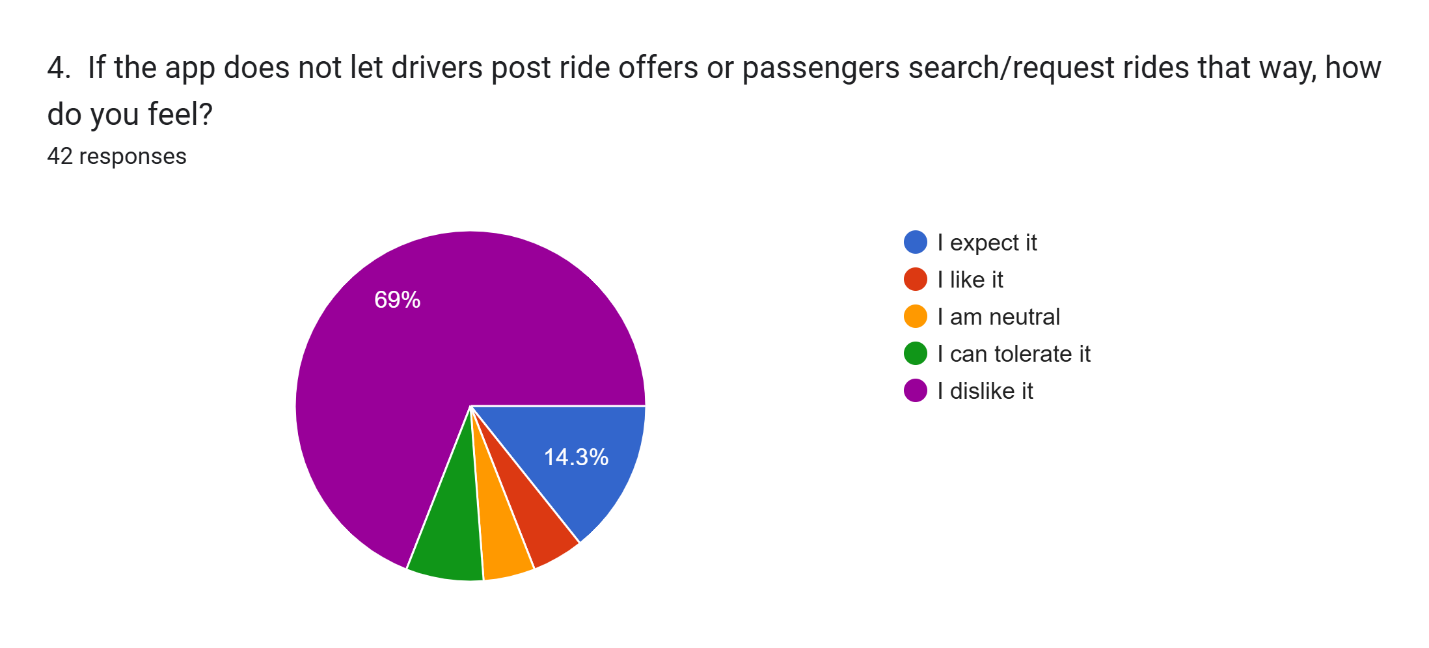 4.  If the app does not let drivers post ride offers or passengers search/request rides that way, how
do you feel?
42 responses
69%
14.3%
I expect it
I like it
I am neutral
I can tolerate it
I dislike it